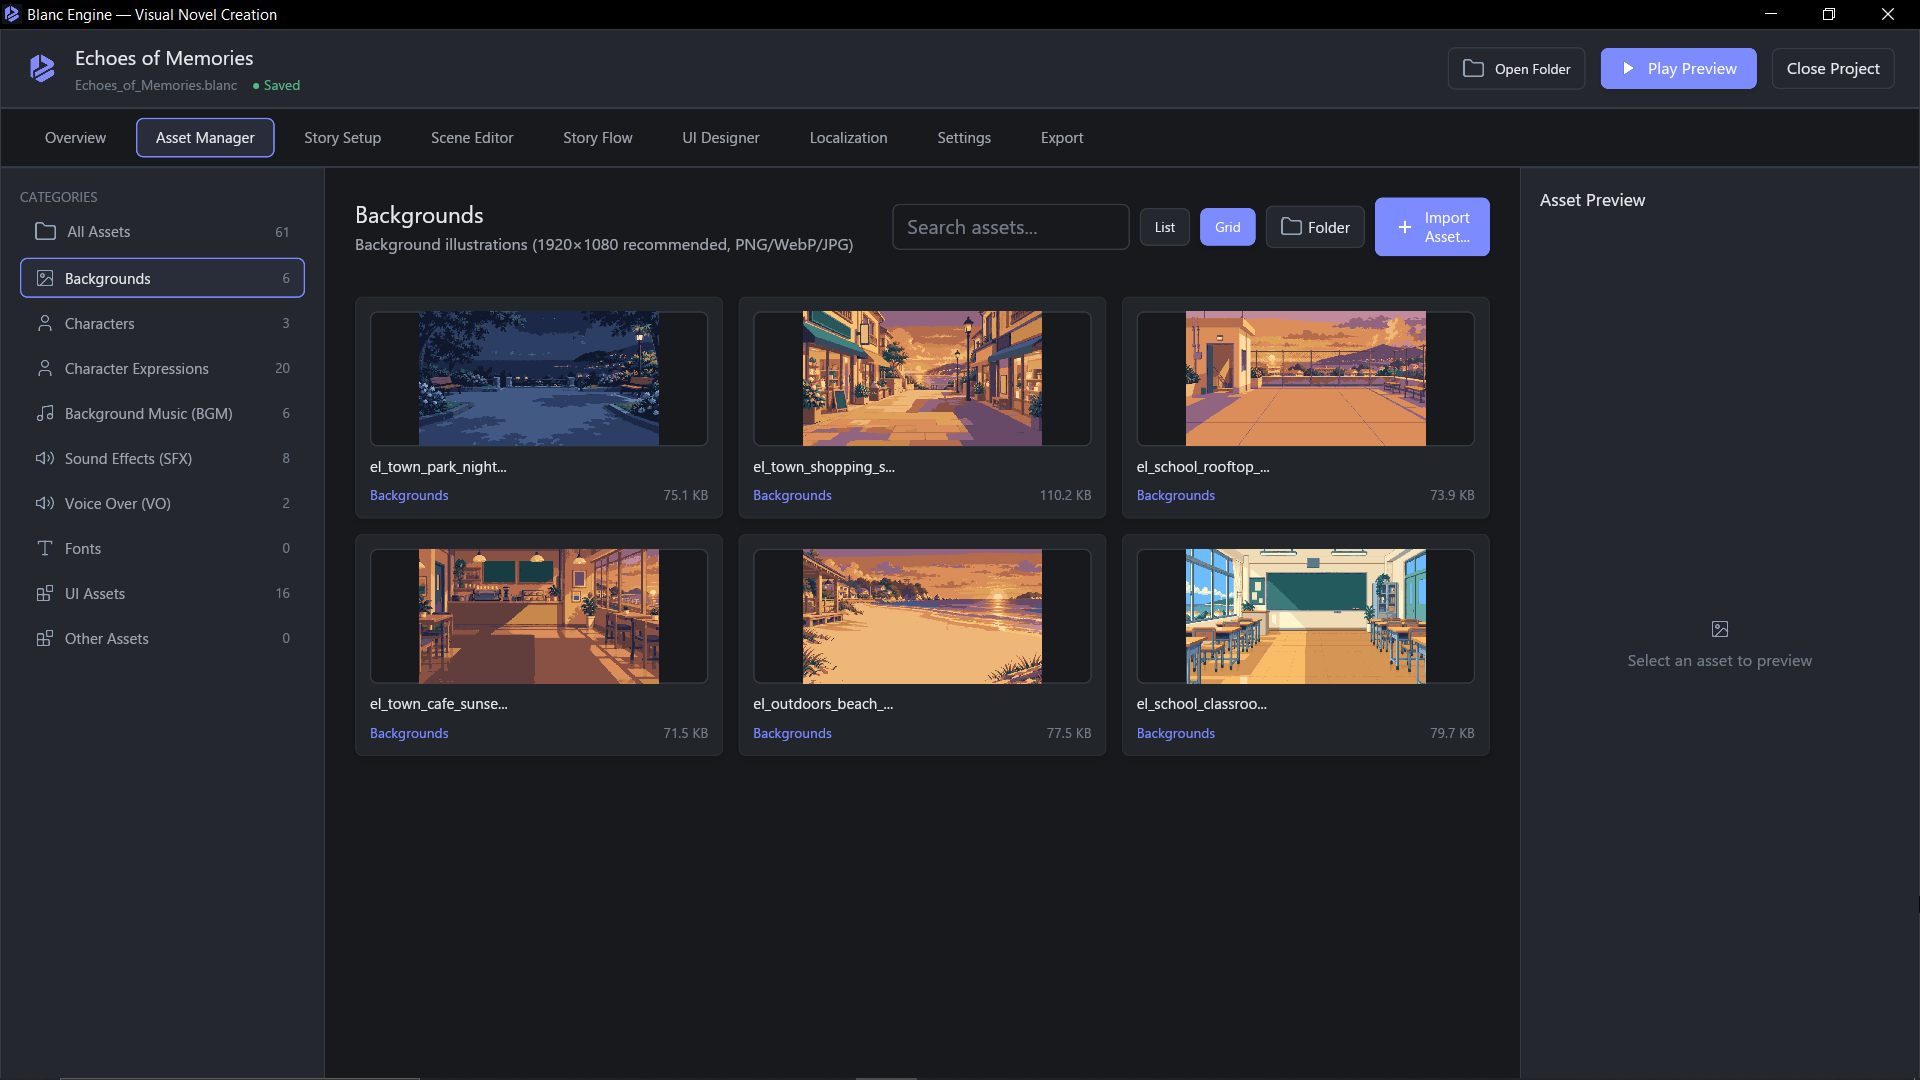 Blanc Engine — Visual Novel Creation
Echoes of Memories
Echoes_of_Memories.blanc
Saved
Open Folder
Play Preview
Close Project
Overview
Asset Manager
Story Setup
Scene Editor
Story Flow
UI Designer
Localization
Settings
Export
CATEGORIES
All Assets 61
Backgrounds 6
Characters 3
Character Expressions 20
Background Music (BGM) 6
Sound Effects (SFX) 8
Voice Over (VO) 2
Fonts 0
UI Assets 16
Other Assets 0
Backgrounds
Background illustrations (1920×1080 recommended, PNG/WebP/JPG)
Search assets...
List
Grid
Folder
Import
Asset...
el_town_park_night...
Backgrounds 75.1 KB
el_town_shopping_s...
Backgrounds 110.2 KB
el_school_rooftop_...
Backgrounds 73.9 KB
el_town_cafe_sunse...
Backgrounds 71.5 KB
el_outdoors_beach_...
Backgrounds 77.5 KB
el_school_classroo...
Backgrounds 79.7 KB
Asset Preview
Select an asset to preview